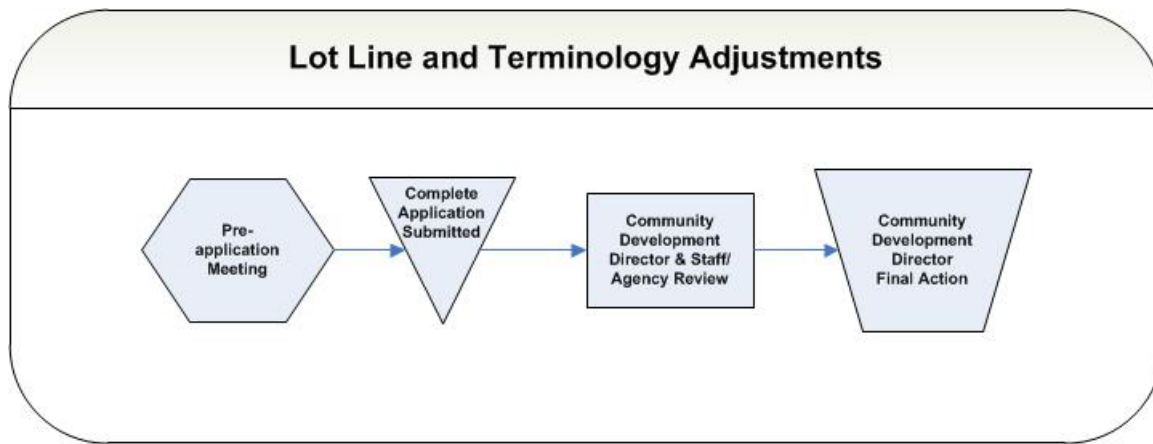 Lot Line and Terminology Adjustments
Pre-
application
Meeting
Complete
Application
Submitted
Community
Development
Director & Staff/
Agency Review
Community
Development
Director
Final Action